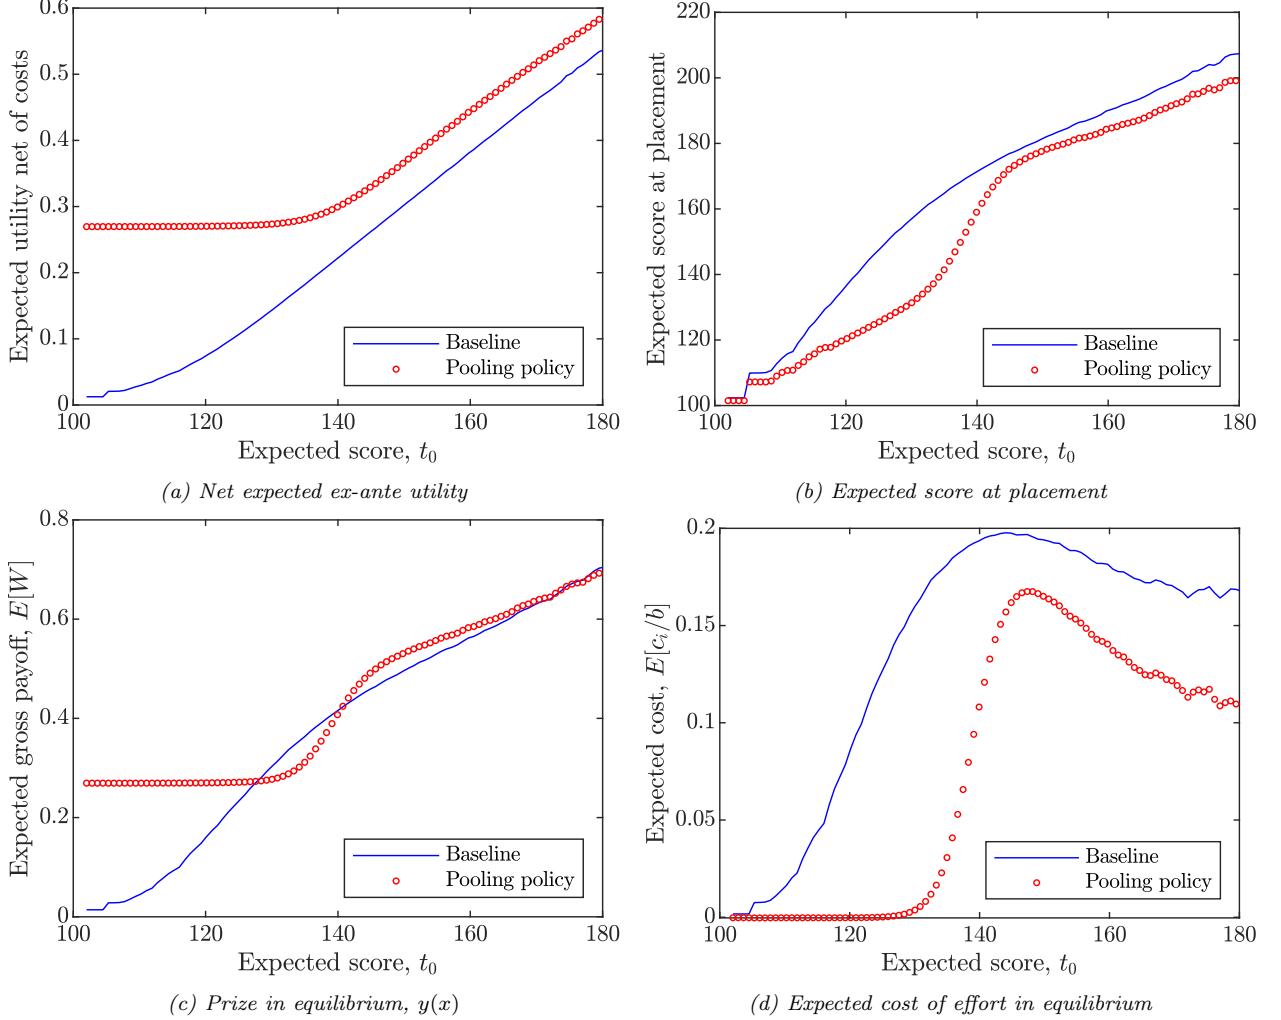 0.6
0.5
0.4
0.3
0.2
0.1
0
100
120
140
160
180
Expected utility net of costs
Baseline
Pooling policy
Expected score, t₀
(a) Net expected ex-ante utility
220
200
180
160
140
120
100
100
120
140
160
180
Expected score at placement
Baseline
Pooling policy
Expected score, t₀
(b) Expected score at placement
0.8
0.6
0.4
0.2
0
100
120
140
160
180
Expected gross payoff, E[W]
Baseline
Pooling policy
Expected score, t₀
(c) Prize in equilibrium, y(x)
0.2
0.15
0.1
0.05
0
100
120
140
160
180
Expected cost, E[cᵢ/b]
Baseline
Pooling policy
Expected score, t₀
(d) Expected cost of effort in equilibrium